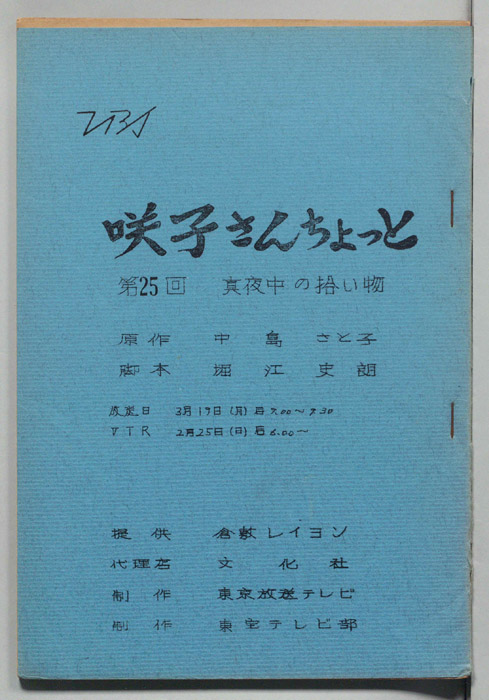 TBS
咲子さんちょっと
第25回 真夜中の拾い物
原作 中島さと子
脚本 堀江史朗
放送日 3月19日(月)后9.00～9.30
VTR 2月25日(日)后6.00～
提供 倉敷レイヨン
代理店 文化社
制作 東京放送テレビ
制作 東宝テレビ部